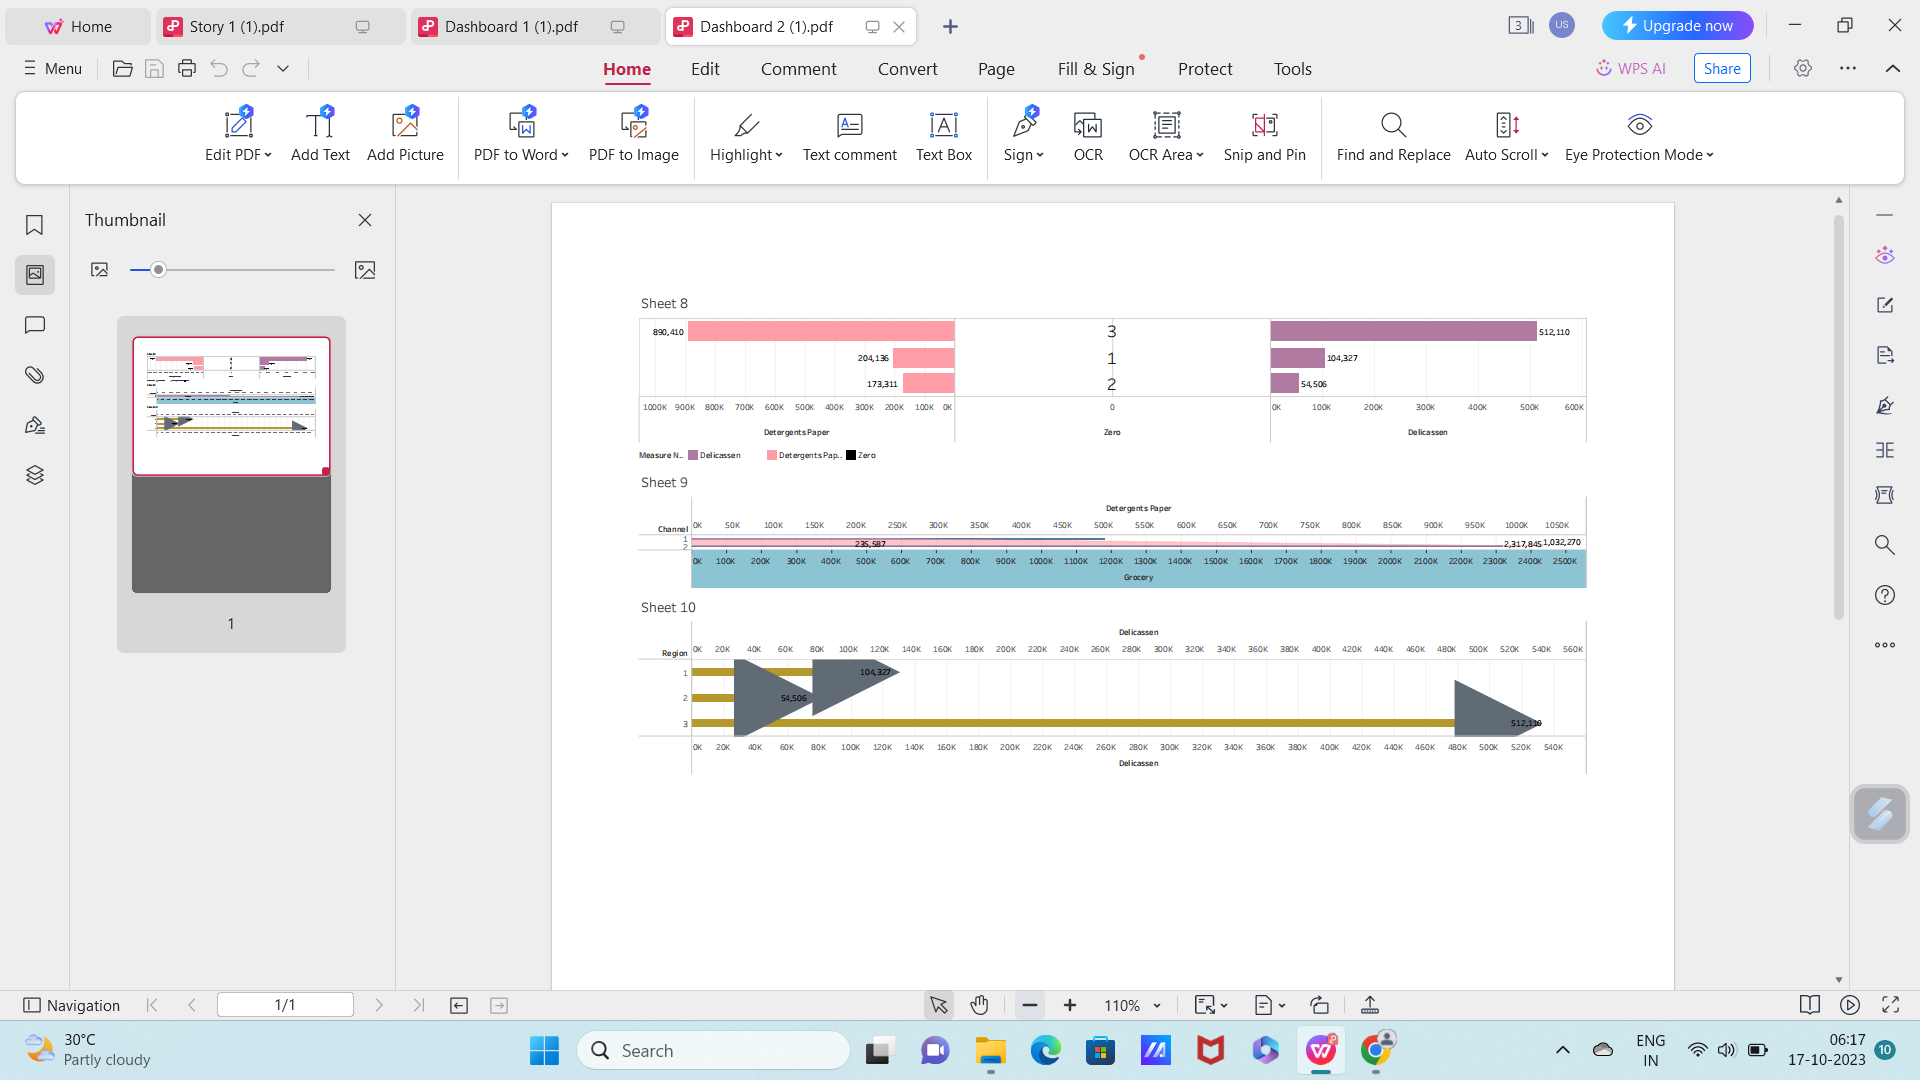 Home
Story 1 (1).pdf
Dashboard 1 (1).pdf
Dashboard 2 (1).pdf
3
US
Upgrade now
Menu
Home Edit Comment Convert Page Fill & Sign Protect Tools
WPS AI
Share
Edit PDF Add Text Add Picture PDF to Word PDF to Image Highlight Text comment Text Box Sign OCR OCR Area Snip and Pin Find and Replace Auto Scroll Eye Protection Mode
Thumbnail
1
Sheet 8
890,410 3 512,110
204,136 1 104,327
173,311 2 54,506
1000K 900K 800K 700K 600K 500K 400K 300K 200K 100K 0K 0 0K 100K 200K 300K 400K 500K 600K
Detergents Paper Zero Delicassen
Measure N.. Delicassen Detergents Pap.. Zero
Sheet 9
Detergents Paper
Channel 0K 50K 100K 150K 200K 250K 300K 350K 400K 450K 500K 550K 600K 650K 700K 750K 800K 850K 900K 950K 1000K 1050K
1
2 235,587 2,317,845 1,032,270
0K 100K 200K 300K 400K 500K 600K 700K 800K 900K 1000K 1100K 1200K 1300K 1400K 1500K 1600K 1700K 1800K 1900K 2000K 2100K 2200K 2300K 2400K 2500K
Grocery
Sheet 10
Delicassen
Region 0K 20K 40K 60K 80K 100K 120K 140K 160K 180K 200K 220K 240K 260K 280K 300K 320K 340K 360K 380K 400K 420K 440K 460K 480K 500K 520K 540K 560K
1 104,327
2 54,506
3 512,110
0K 20K 40K 60K 80K 100K 120K 140K 160K 180K 200K 220K 240K 260K 280K 300K 320K 340K 360K 380K 400K 420K 440K 460K 480K 500K 520K 540K
Delicassen
Navigation
1/1
110%
30°C
Partly cloudy
Search
ENG
IN
06:17
17-10-2023
10